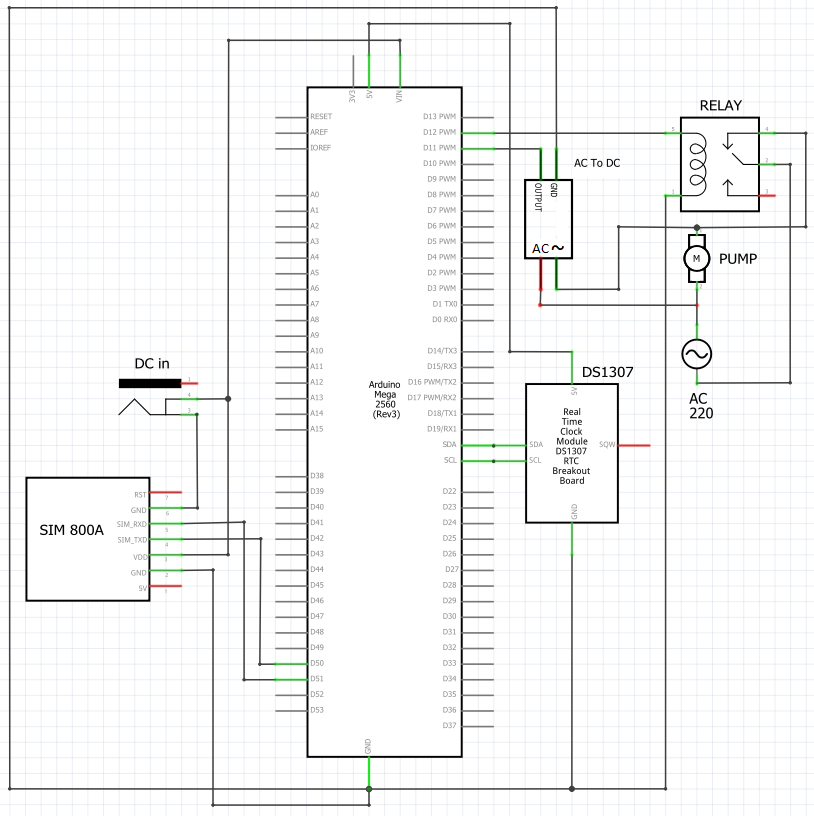 3V3
5V
VIN
RESET
AREF
IOREF
A0
A1
A2
A3
A4
A5
A6
A7
A8
A9
A10
A11
A12
A13
A14
A15
D38
D39
D40
D41
D42
D43
D44
D45
D46
D47
D48
D49
D50
D51
D52
D53
Arduino
Mega
2560
(Rev3)
D13 PWM
D12 PWM
D11 PWM
D10 PWM
D9 PWM
D8 PWM
D7 PWM
D6 PWM
D5 PWM
D4 PWM
D2 PWM
D3 PWM
D1 TX0
D0 RX0
D14/TX3
D15/RX3
D16 PWM/TX2
D17 PWM/RX2
D18/TX1
D19/RX1
SDA
SCL
D22
D23
D24
D25
D26
D27
D28
D29
D30
D31
D32
D33
D34
D35
D36
D37
GND
RELAY
AC To DC
OUTPUT
GND
AC ~
M
PUMP
AC
220
DS1307
5V
Real
Time
Clock
Module
DS1307
RTC
Breakout
Board
SDA
SCL
SQW
GND
DC in
SIM 800A
RST
GND
SIM_RXD
SIM_TXD
VDD
GND
5V